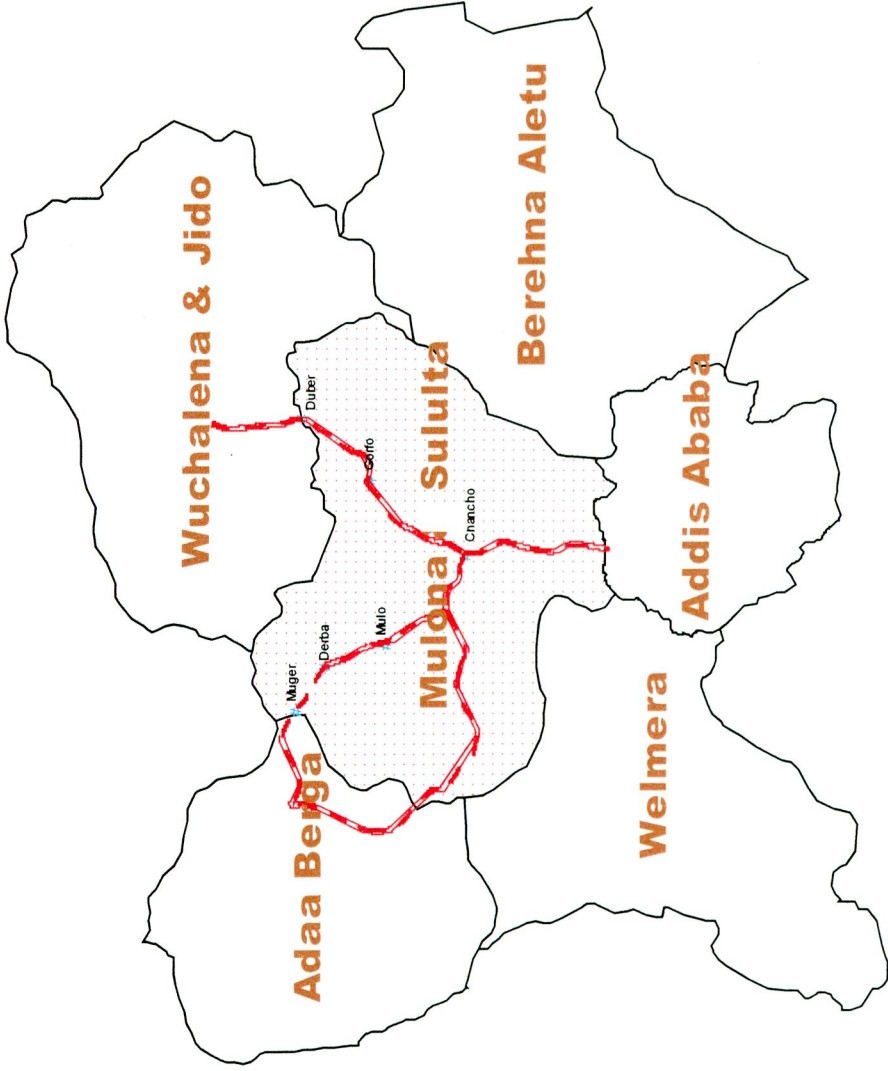 Wuchalena & Jido
Duber
Gorfo
Muger
Derba
Mulo
Adaa Berga
Mulona Sululta
Chancho
Berehna Aletu
Welmera
Addis Ababa